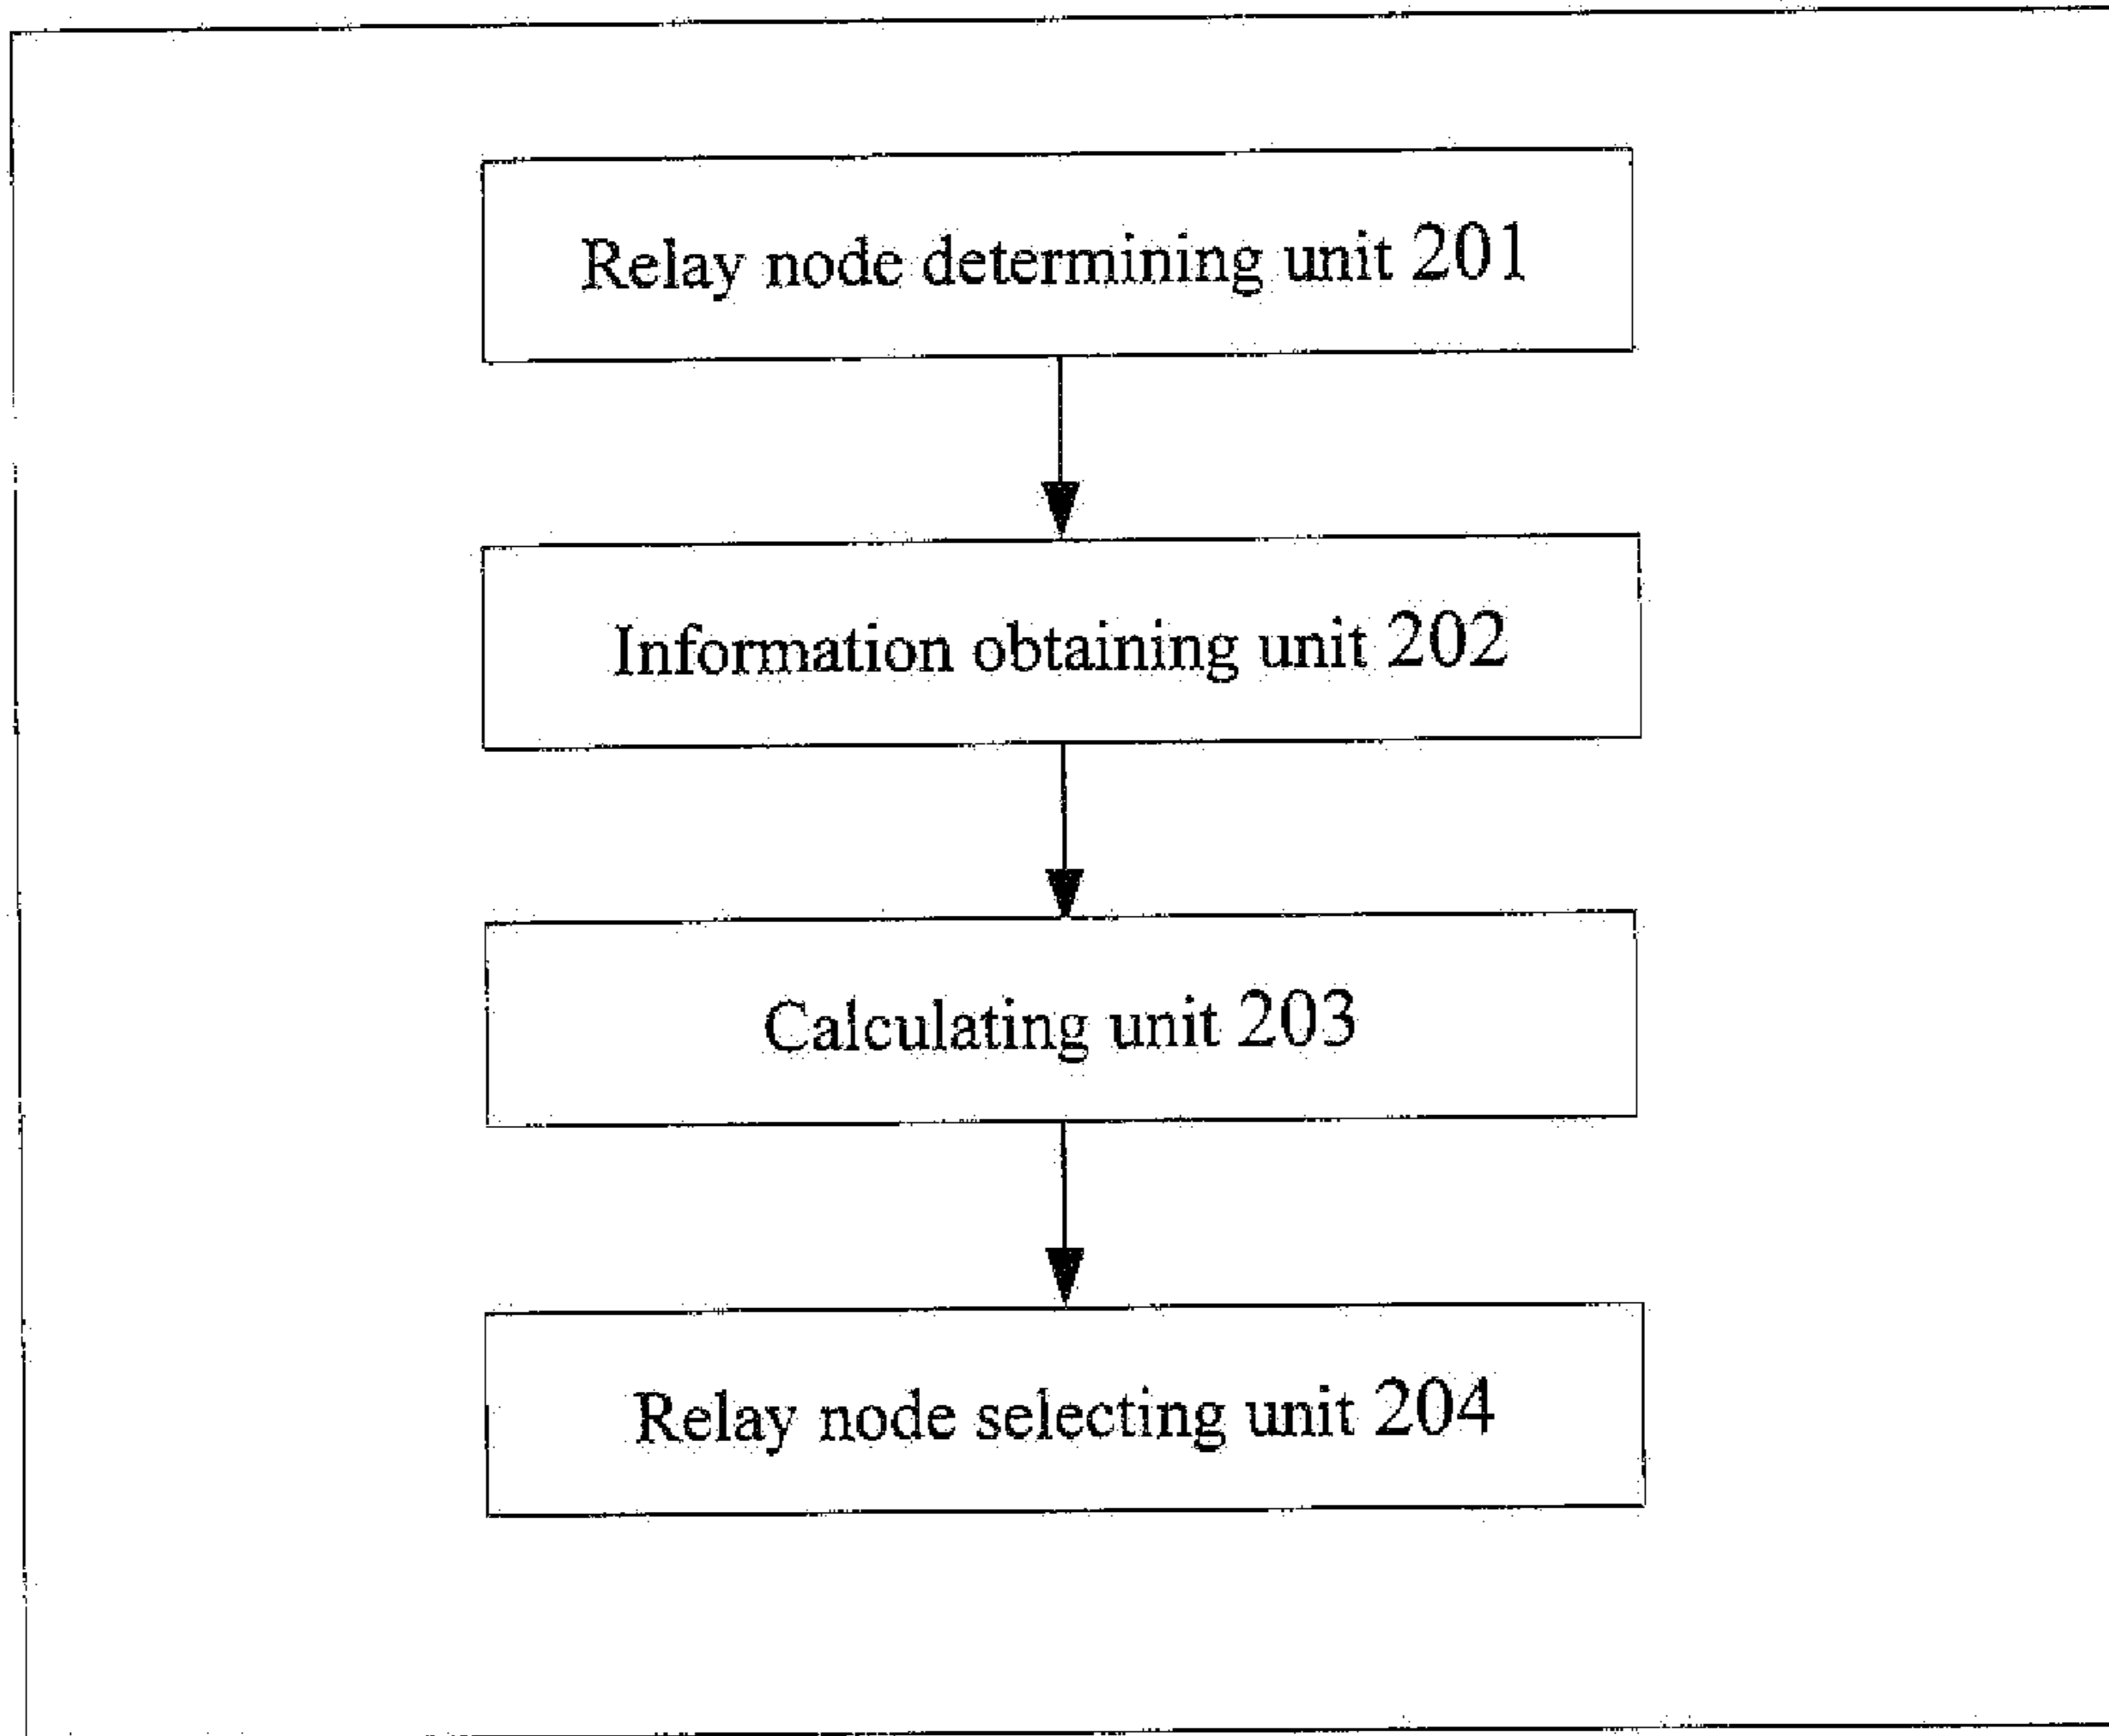 Relay node determining unit 201
Information obtaining unit 202
Calculating unit 203
Relay node selecting unit 204